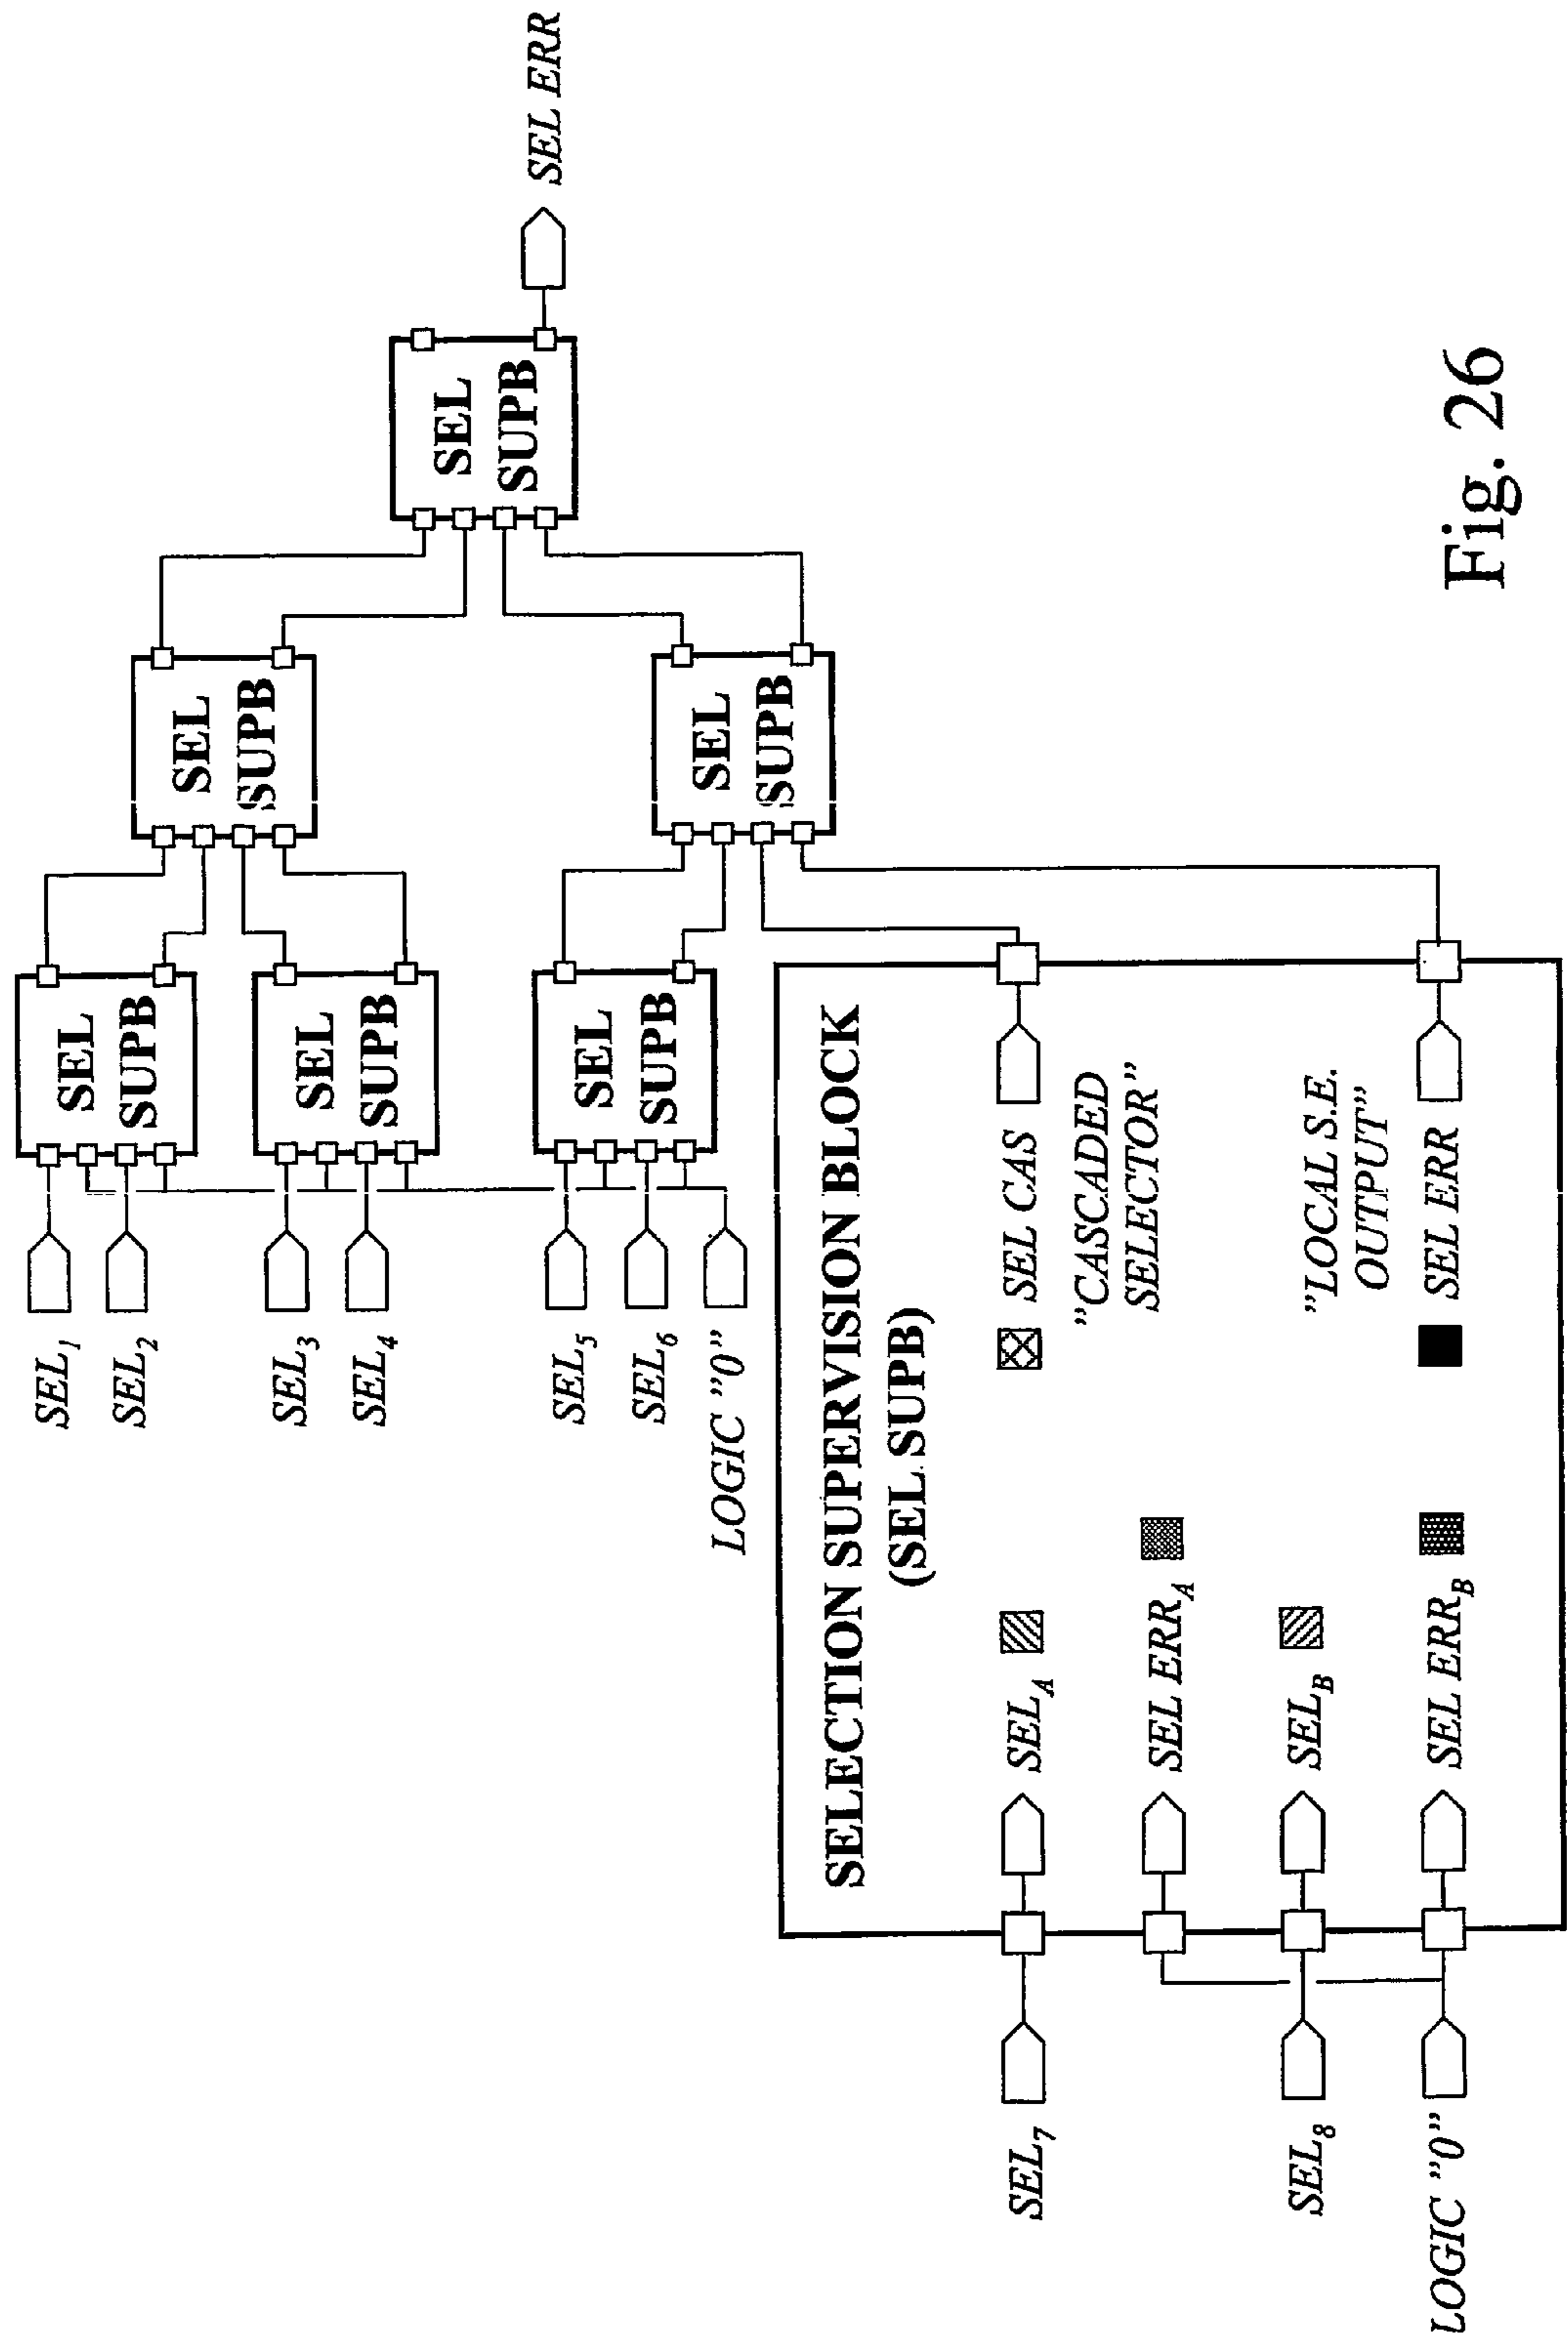 SEL1
SEL2
SEL3
SEL4
SEL5
SEL6
LOGIC "0"
SEL
SUPB
SEL
SUPB
SEL
SUPB
SEL
SUPB
SEL
SUPB
SEL
SUPB
SEL ERR
SELECTION SUPERVISION BLOCK
(SEL SUPB)
SEL7
SEL8
LOGIC "0"
SELA
SEL ERRA
SELB
SEL ERRB
SEL CAS
"CASCADED
SELECTOR"
"LOCAL S.E.
OUTPUT"
SEL ERR
Fig. 26